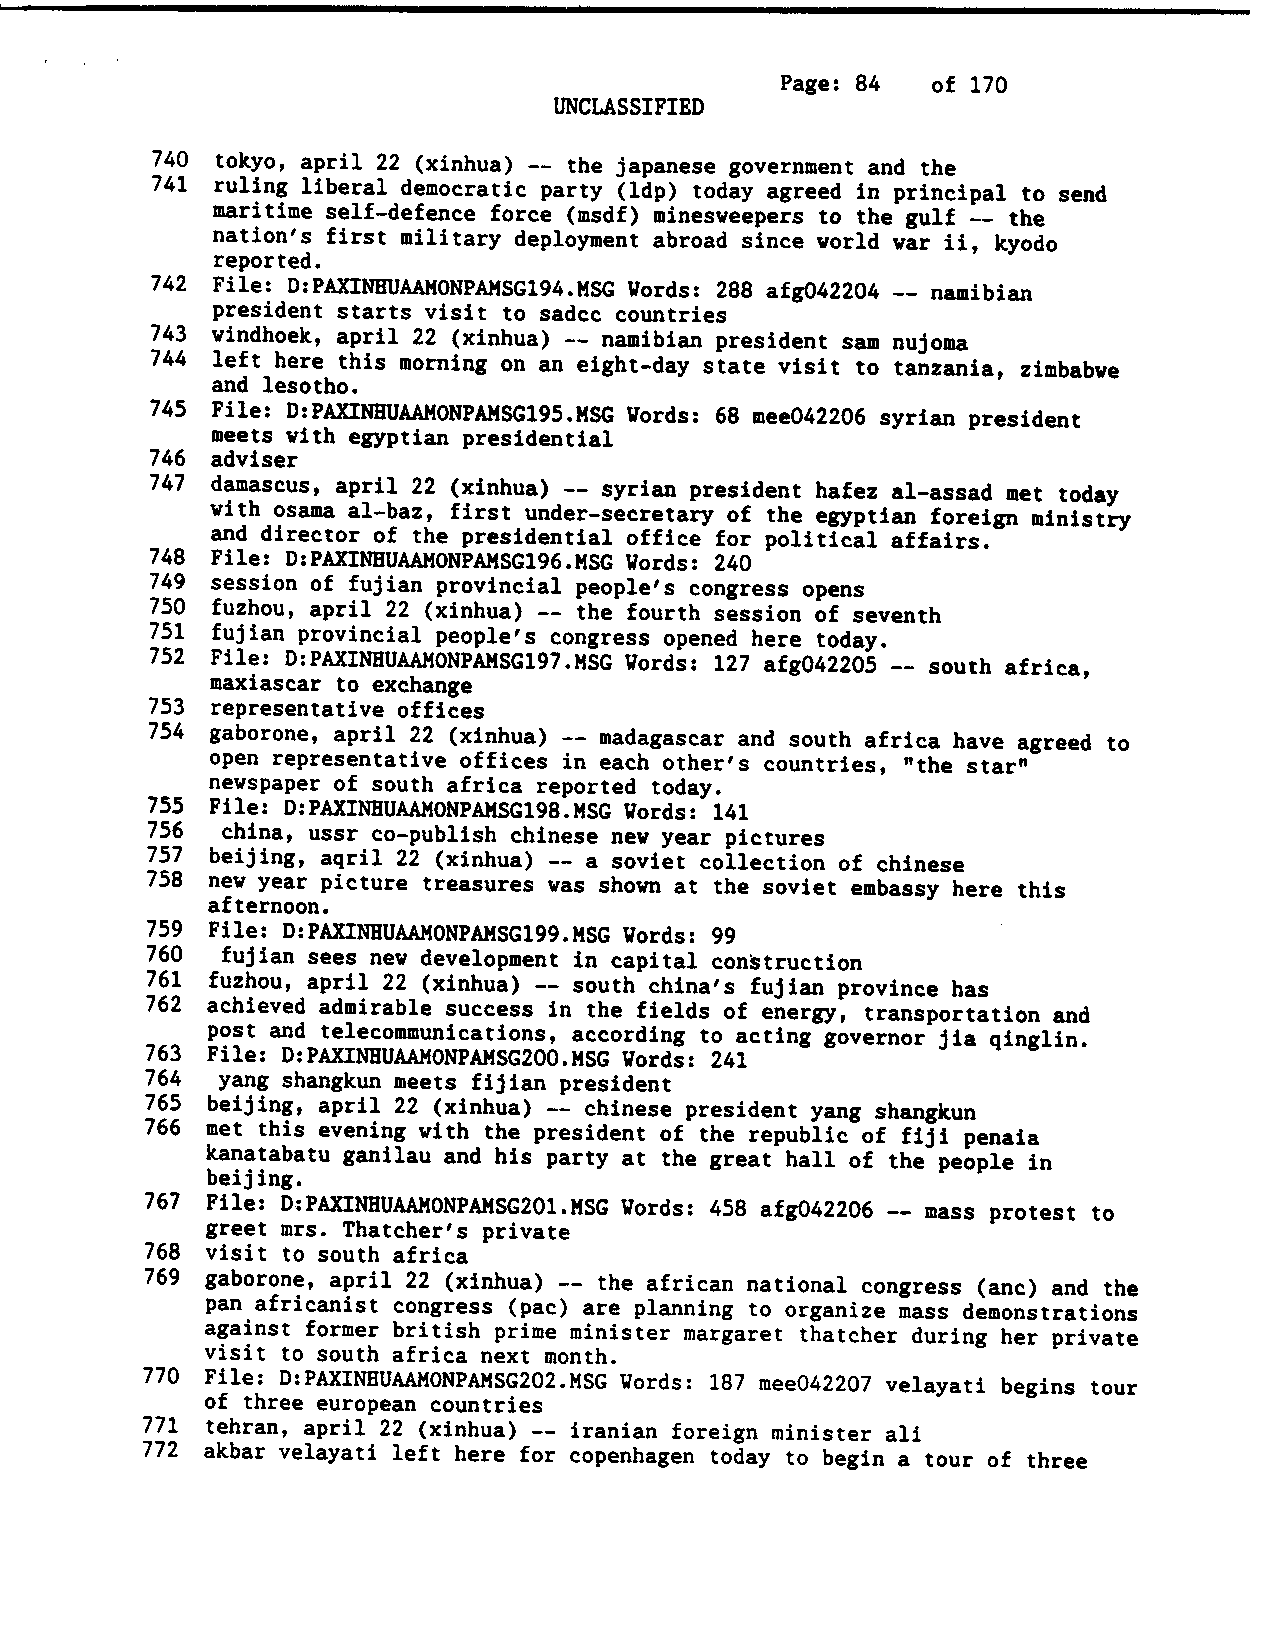 Page: 84 of 170
UNCLASSIFIED
740 tokyo, april 22 (xinhua) -- the japanese government and the
741 ruling liberal democratic party (ldp) today agreed in principal to send
maritime self-defence force (msdf) minesweepers to the gulf -- the
nation's first military deployment abroad since world war ii, kyodo
reported.
742 File: D:PAXINHUAAMONPAMSG194.MSG Words: 288 afg042204 -- namibian
president starts visit to sadcc countries
743 windhoek, april 22 (xinhua) -- namibian president sam nujoma
744 left here this morning on an eight-day state visit to tanzania, zimbabwe
and lesotho.
745 File: D:PAXINHUAAMONPAMSG195.MSG Words: 68 mee042206 syrian president
meets with egyptian presidential
746 adviser
747 damascus, april 22 (xinhua) -- syrian president hafez al-assad met today
with osama al-baz, first under-secretary of the egyptian foreign ministry
and director of the presidential office for political affairs.
748 File: D:PAXINHUAAMONPAMSG196.MSG Words: 240
749 session of fujian provincial people's congress opens
750 fuzhou, april 22 (xinhua) -- the fourth session of seventh
751 fujian provincial people's congress opened here today.
752 File: D:PAXINHUAAMONPAMSG197.MSG Words: 127 afg042205 -- south africa,
maxiascar to exchange
753 representative offices
754 gaborone, april 22 (xinhua) -- madagascar and south africa have agreed to
open representative offices in each other's countries, "the star"
newspaper of south africa reported today.
755 File: D:PAXINHUAAMONPAMSG198.MSG Words: 141
756 china, ussr co-publish chinese new year pictures
757 beijing, aqril 22 (xinhua) -- a soviet collection of chinese
758 new year picture treasures was shown at the soviet embassy here this
afternoon.
759 File: D:PAXINHUAAMONPAMSG199.MSG Words: 99
760 fujian sees new development in capital construction
761 fuzhou, april 22 (xinhua) -- south china's fujian province has
762 achieved admirable success in the fields of energy, transportation and
post and telecommunications, according to acting governor jia qinglin.
763 File: D:PAXINHUAAMONPAMSG200.MSG Words: 241
764 yang shangkun meets fijian president
765 beijing, april 22 (xinhua) -- chinese president yang shangkun
766 met this evening with the president of the republic of fiji penaia
kanatabatu ganilau and his party at the great hall of the people in
beijing.
767 File: D:PAXINHUAAMONPAMSG201.MSG Words: 458 afg042206 -- mass protest to
greet mrs. Thatcher's private
768 visit to south africa
769 gaborone, april 22 (xinhua) -- the african national congress (anc) and the
pan africanist congress (pac) are planning to organize mass demonstrations
against former british prime minister margaret thatcher during her private
visit to south africa next month.
770 File: D:PAXINHUAAMONPAMSG202.MSG Words: 187 mee042207 velayati begins tour
of three european countries
771 tehran, april 22 (xinhua) -- iranian foreign minister ali
772 akbar velayati left here for copenhagen today to begin a tour of three